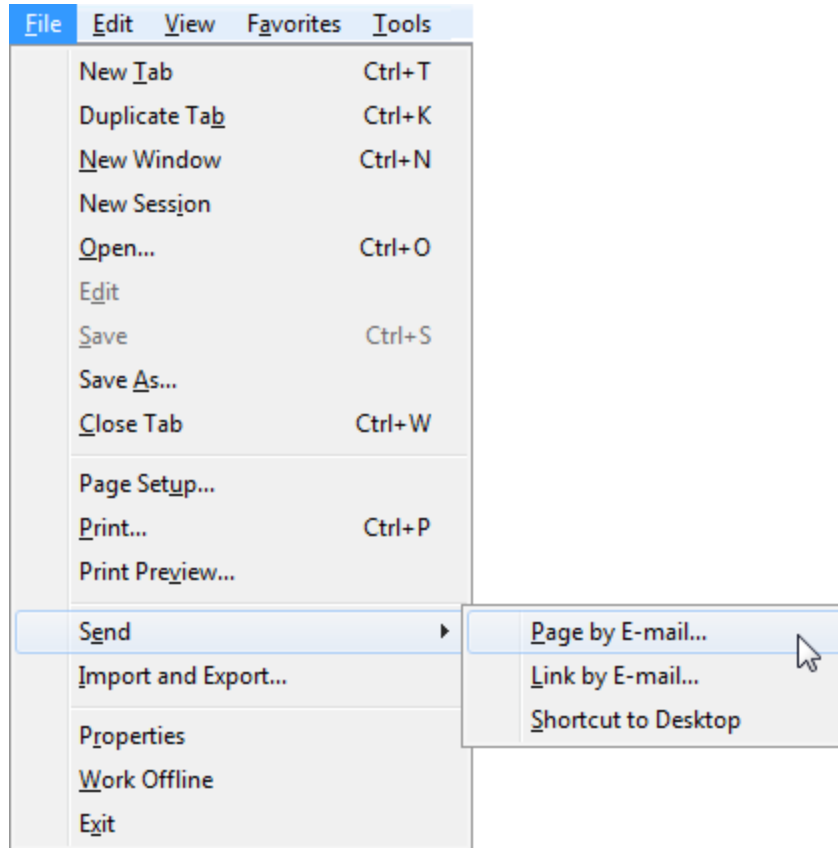 File Edit View Favorites Tools
New Tab Ctrl+T
Duplicate Tab Ctrl+K
New Window Ctrl+N
New Session
Open... Ctrl+O
Edit
Save Ctrl+S
Save As...
Close Tab Ctrl+W
Page Setup...
Print... Ctrl+P
Print Preview...
Send
Import and Export...
Properties
Work Offline
Exit
Page by E-mail...
Link by E-mail...
Shortcut to Desktop